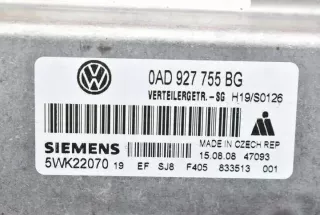 0AD 927 755 BG
VERTEILERGETR.-SG H19/S0126
MADE IN CZECH REP
SIEMENS 15.08.08 47093
5WK22070 19 EF SJ8 F405 833513 001